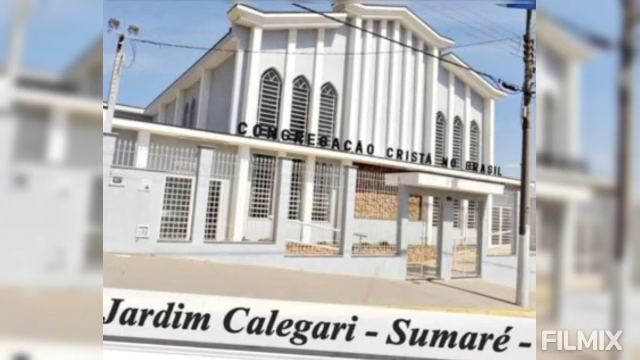 CONGREGAÇÃO CRISTÃ NO BRASIL
Jardim Calegari - Sumaré -
FILMIX